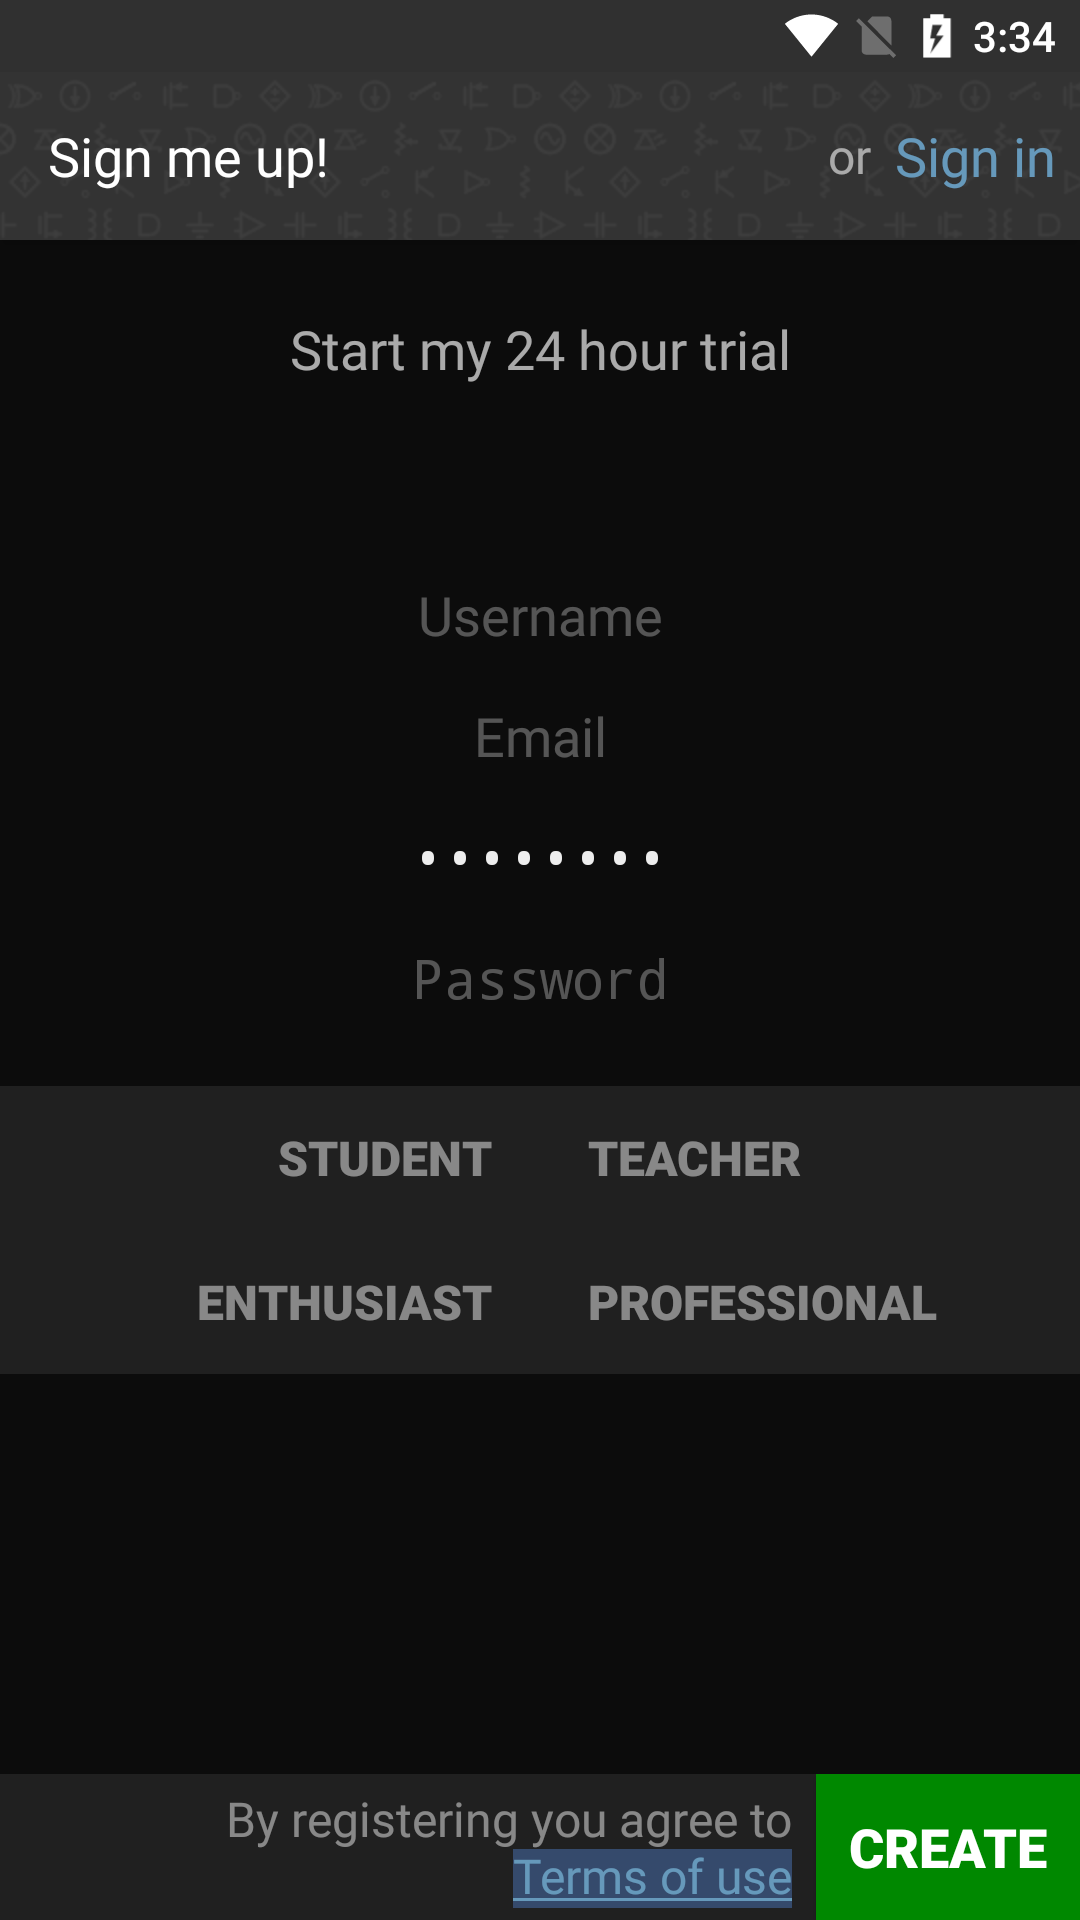 3:34
Sign me up! or Sign in
Start my 24 hour trial
Username
Email
••••••••
Password
STUDENT TEACHER
ENTHUSIAST PROFESSIONAL
By registering you agree to
Terms of use
CREATE